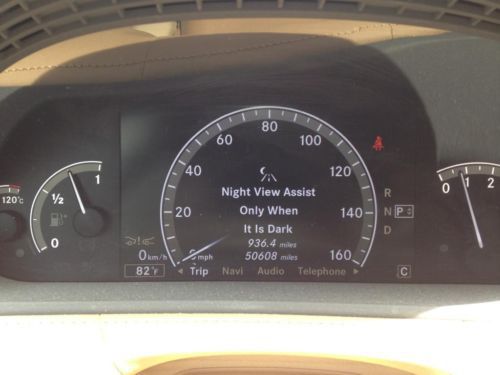 80
60 100
40 120
20 140
160
mph
Night View Assist
Only When
It Is Dark
936.4 miles
50608 miles
0 km/h
82°F
Trip Navi Audio Telephone
R
N P
D
C
120°C
1
½
0
0 1 2 3